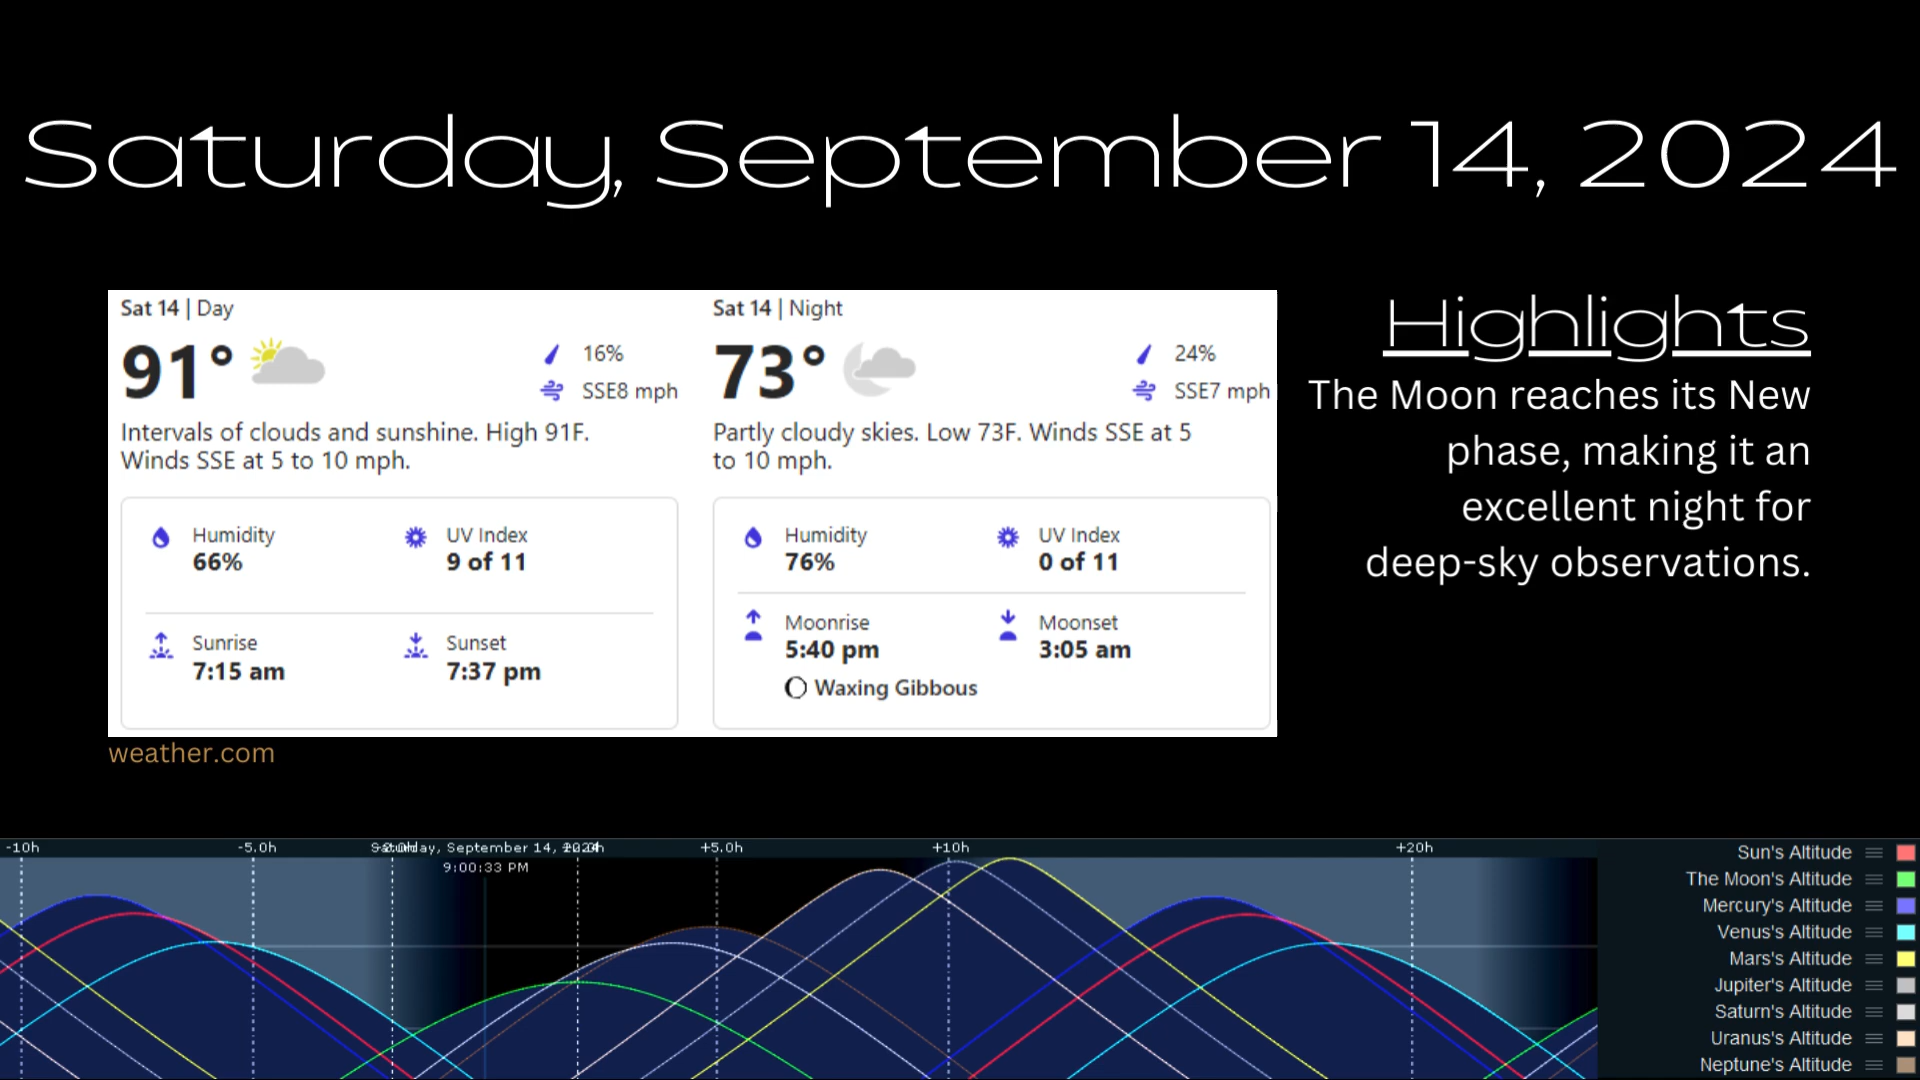 Saturday, September 14, 2024
Sat 14 | Day
91°
16%
SSE8 mph
Intervals of clouds and sunshine. High 91F.
Winds SSE at 5 to 10 mph.
Humidity
66%
UV Index
9 of 11
Sunrise
7:15 am
Sunset
7:37 pm
Sat 14 | Night
73°
24%
SSE7 mph
Partly cloudy skies. Low 73F. Winds SSE at 5
to 10 mph.
Humidity
76%
UV Index
0 of 11
Moonrise
5:40 pm
Moonset
3:05 am
Waxing Gibbous
weather.com
Highlights
The Moon reaches its New
phase, making it an
excellent night for
deep-sky observations.
-10h
-5.0h
Saturday, September 14, 2024
+5.0h
+10h
+20h
9:00:33 PM
Sun's Altitude
The Moon's Altitude
Mercury's Altitude
Venus's Altitude
Mars's Altitude
Jupiter's Altitude
Saturn's Altitude
Uranus's Altitude
Neptune's Altitude